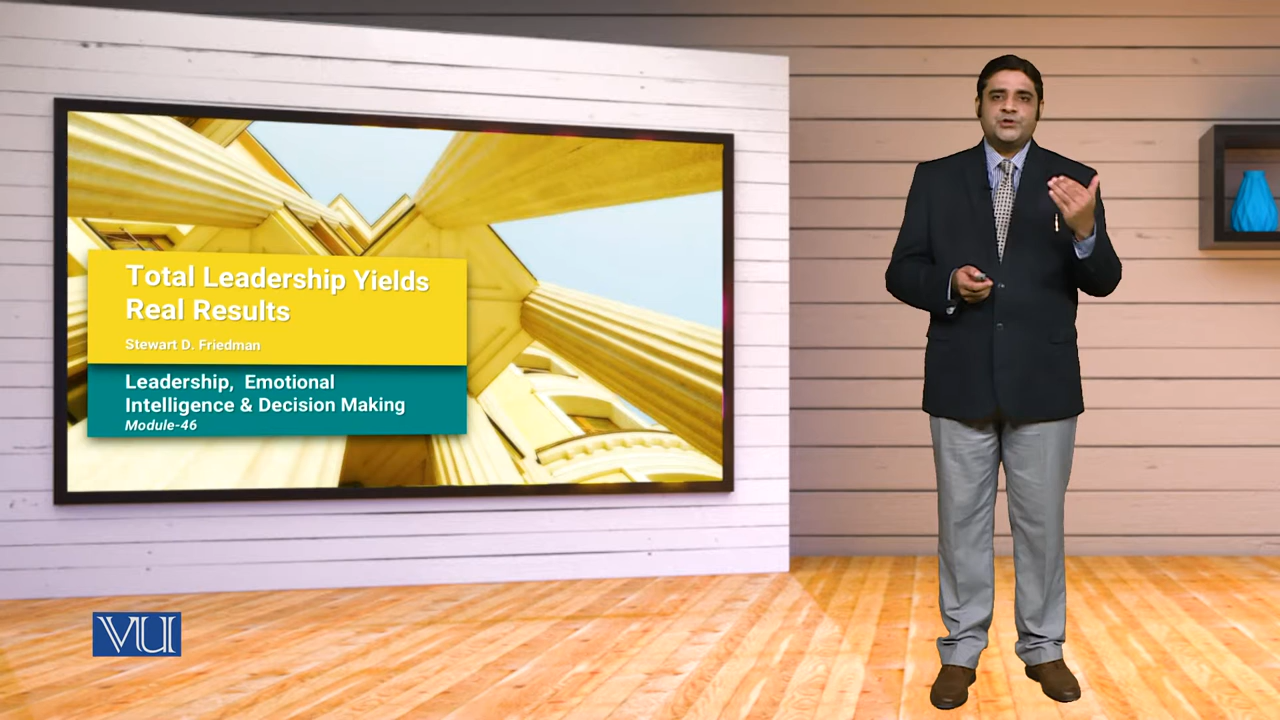 Total Leadership Yields
Real Results
Stewart D. Friedman
Leadership, Emotional
Intelligence & Decision Making
Module-46
VU